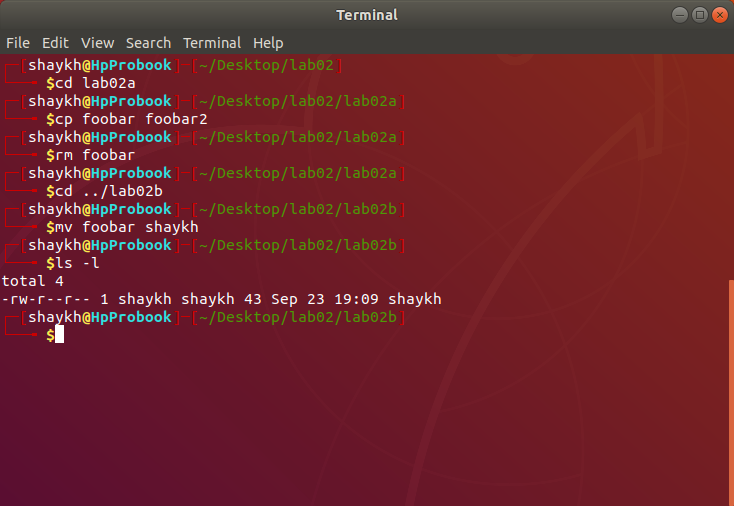 Terminal
File Edit View Search Terminal Help
┌─[shaykh@HpProbook]─[~/Desktop/lab02]
└─── $cd lab02a
┌─[shaykh@HpProbook]─[~/Desktop/lab02/lab02a]
└─── $cp foobar foobar2
┌─[shaykh@HpProbook]─[~/Desktop/lab02/lab02a]
└─── $rm foobar
┌─[shaykh@HpProbook]─[~/Desktop/lab02/lab02a]
└─── $cd ../lab02b
┌─[shaykh@HpProbook]─[~/Desktop/lab02/lab02b]
└─── $mv foobar shaykh
┌─[shaykh@HpProbook]─[~/Desktop/lab02/lab02b]
└─── $ls -l
total 4
-rw-r--r-- 1 shaykh shaykh 43 Sep 23 19:09 shaykh
┌─[shaykh@HpProbook]─[~/Desktop/lab02/lab02b]
└─── $